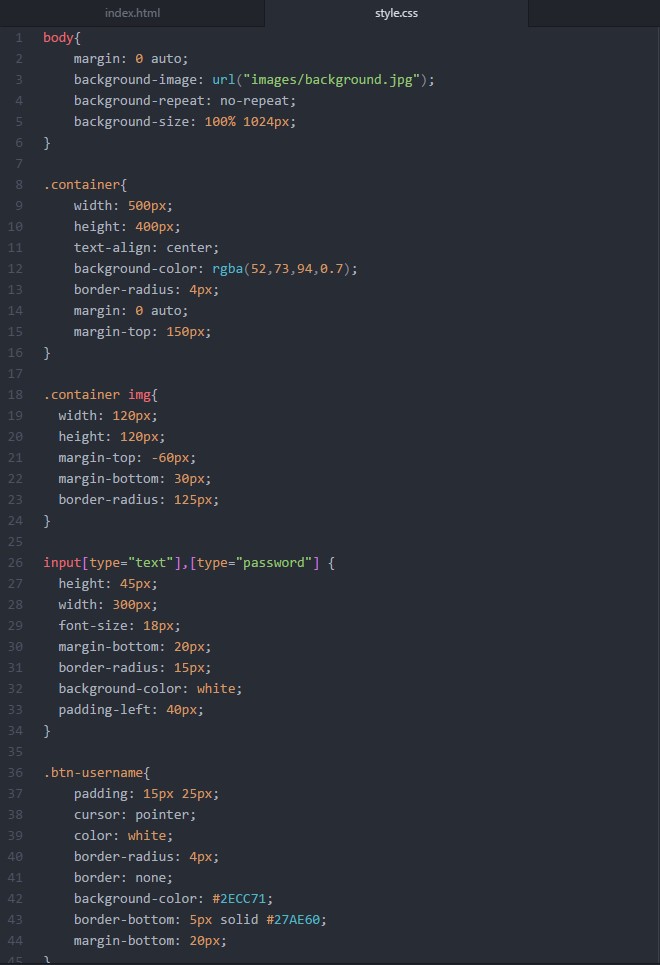 index.html
style.css
1 body{
2     margin: 0 auto;
3     background-image: url("images/background.jpg");
4     background-repeat: no-repeat;
5     background-size: 100% 1024px;
6 }
7
8 .container{
9     width: 500px;
10     height: 400px;
11     text-align: center;
12     background-color: rgba(52,73,94,0.7);
13     border-radius: 4px;
14     margin: 0 auto;
15     margin-top: 150px;
16 }
17
18 .container img{
19   width: 120px;
20   height: 120px;
21   margin-top: -60px;
22   margin-bottom: 30px;
23   border-radius: 125px;
24 }
25
26 input[type="text"],[type="password"] {
27   height: 45px;
28   width: 300px;
29   font-size: 18px;
30   margin-bottom: 20px;
31   border-radius: 15px;
32   background-color: white;
33   padding-left: 40px;
34 }
35
36 .btn-username{
37     padding: 15px 25px;
38     cursor: pointer;
39     color: white;
40     border-radius: 4px;
41     border: none;
42     background-color: #2ECC71;
43     border-bottom: 5px solid #27AE60;
44     margin-bottom: 20px;
45 }